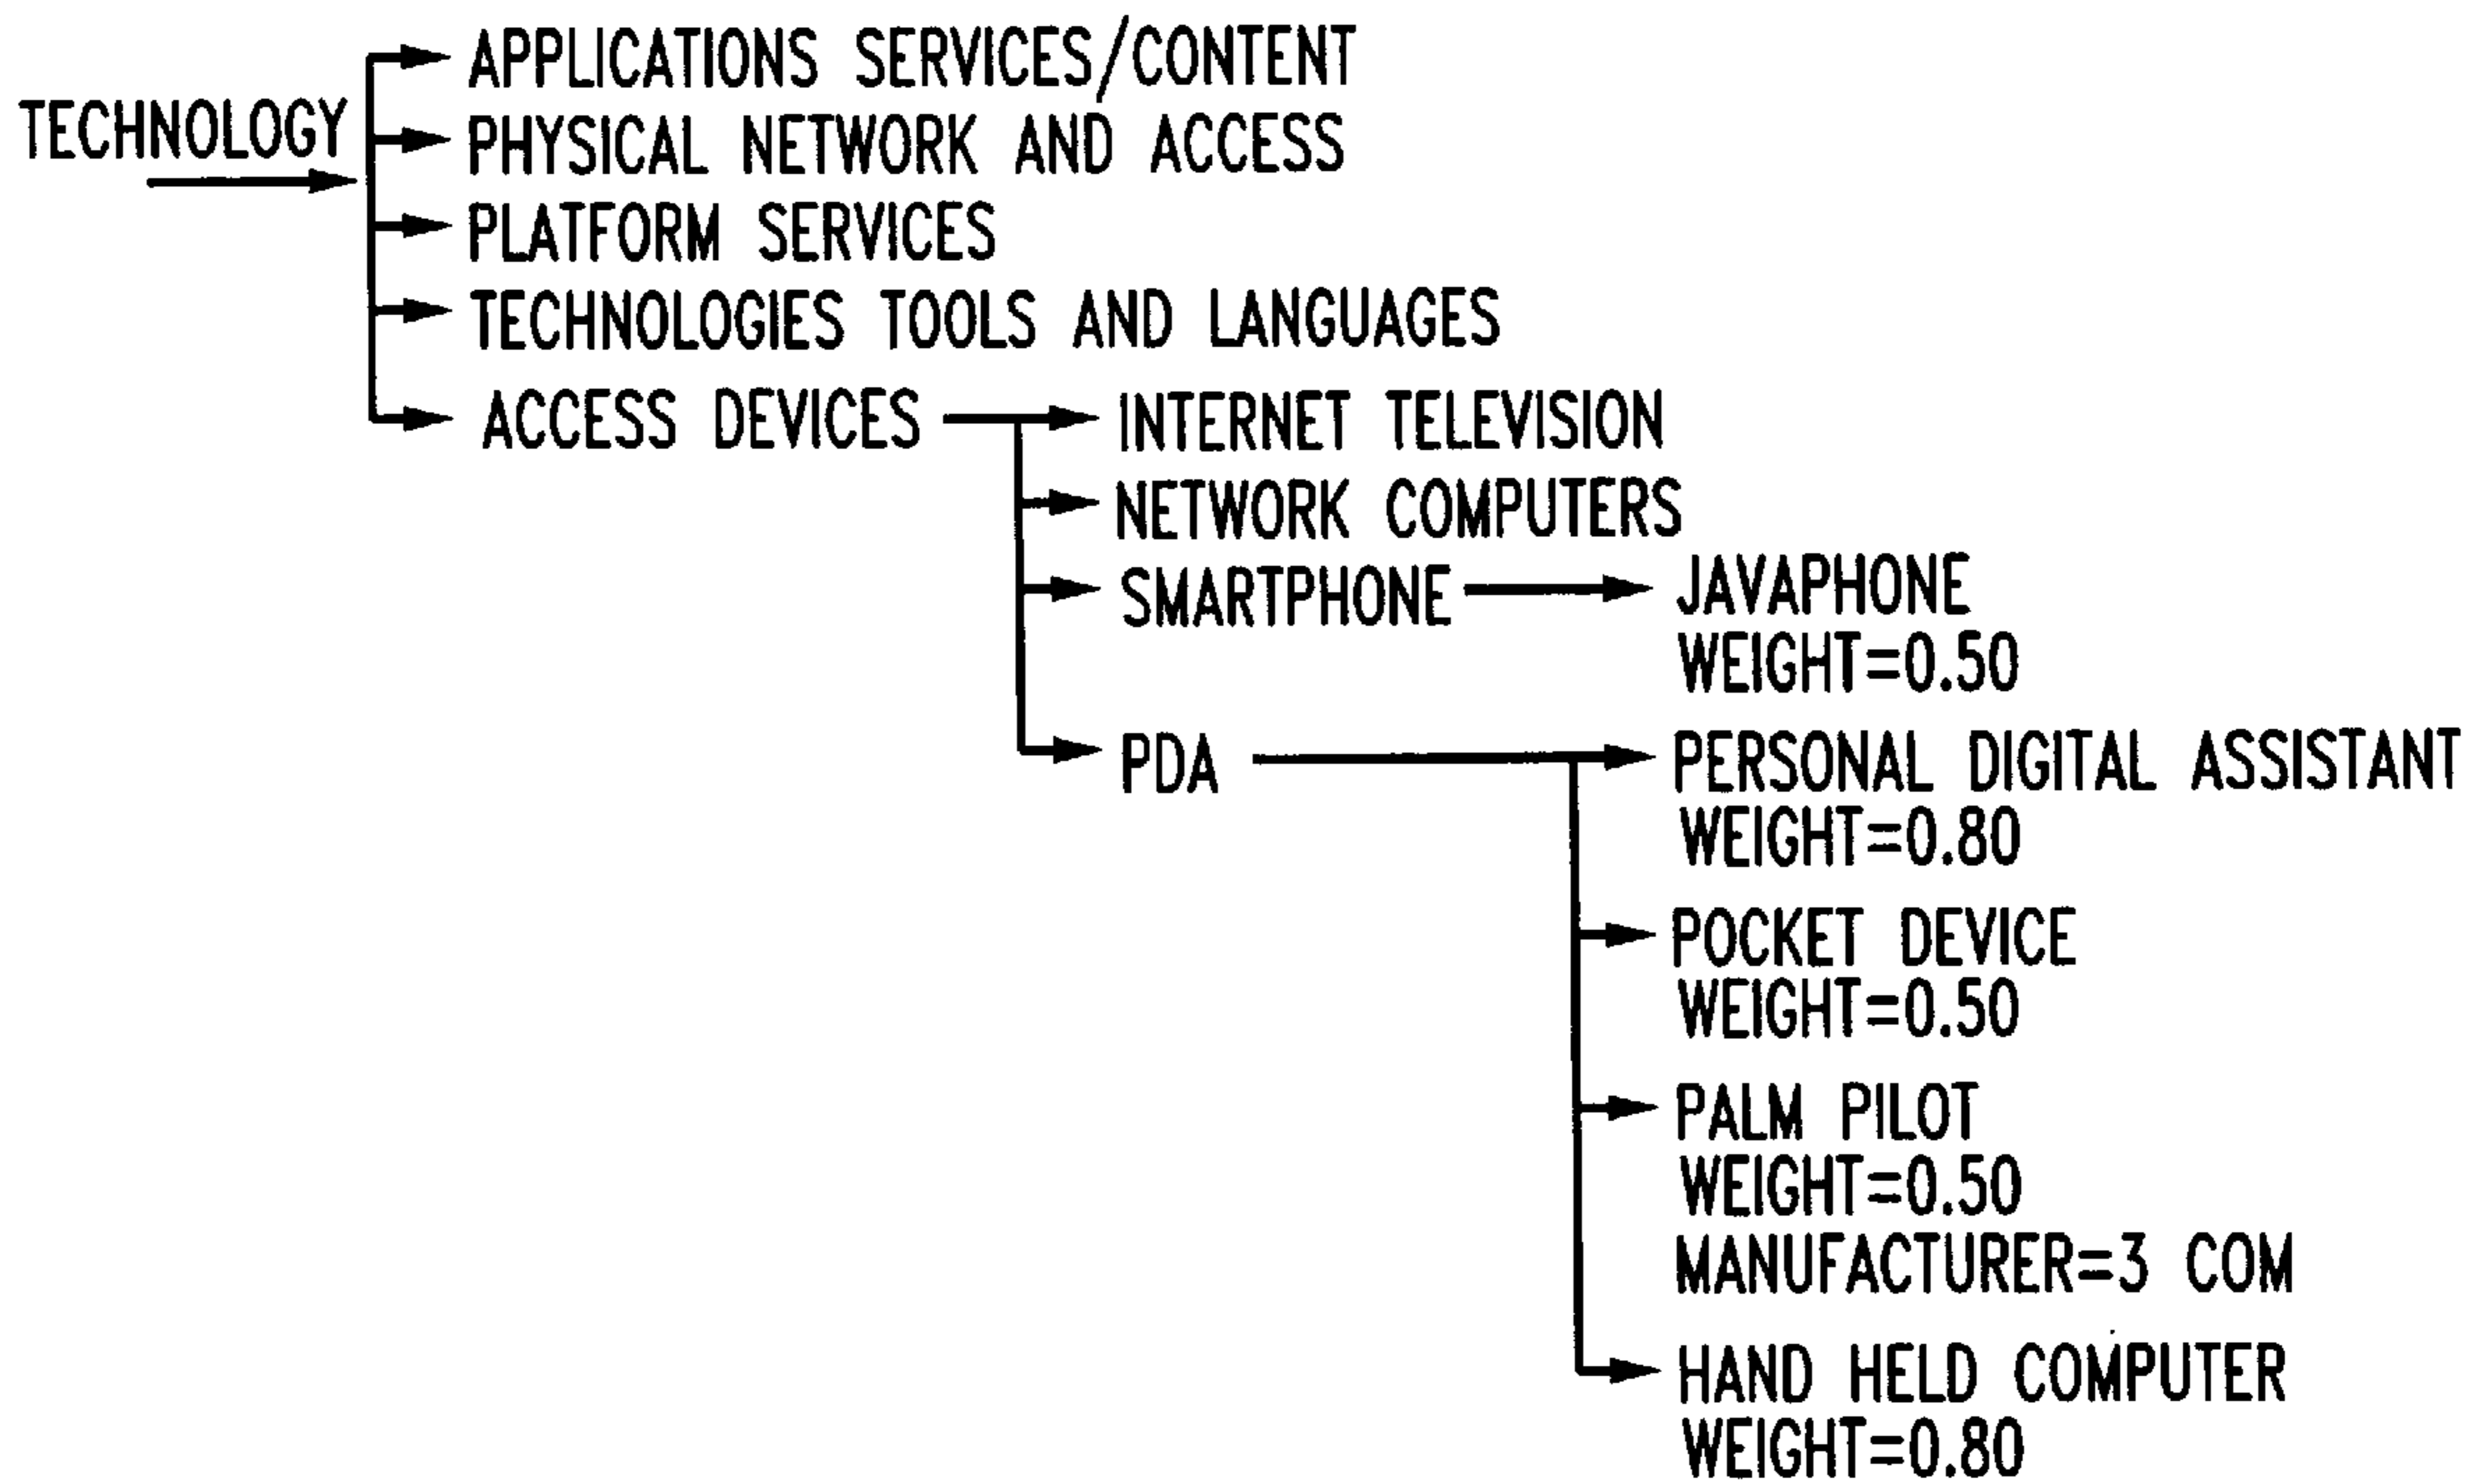 APPLICATIONS SERVICES/CONTENT
TECHNOLOGY
PHYSICAL NETWORK AND ACCESS
PLATFORM SERVICES
TECHNOLOGIES TOOLS AND LANGUAGES
ACCESS DEVICES
INTERNET TELEVISION
NETWORK COMPUTERS
SMARTPHONE
JAVAPHONE
WEIGHT=0.50
PDA
PERSONAL DIGITAL ASSISTANT
WEIGHT=0.80
POCKET DEVICE
WEIGHT=0.50
PALM PILOT
WEIGHT=0.50
MANUFACTURER=3 COM
HAND HELD COMPUTER
WEIGHT=0.80